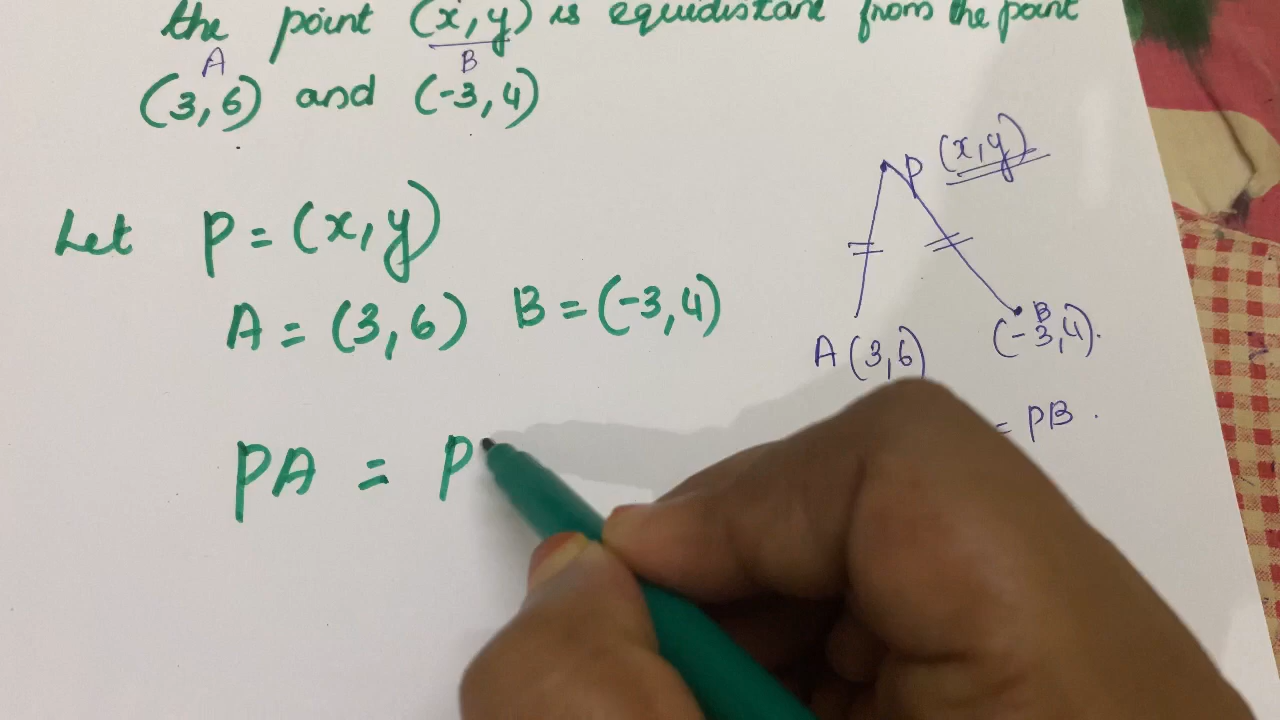 the point (x, y) is equidistant from the point
A B
(3, 6) and (-3, 4)
P (x, y)
Let P = (x, y)
A = (3, 6) B = (-3, 4)
B
A (3, 6) (-3, 4).
= PB.
PA = P